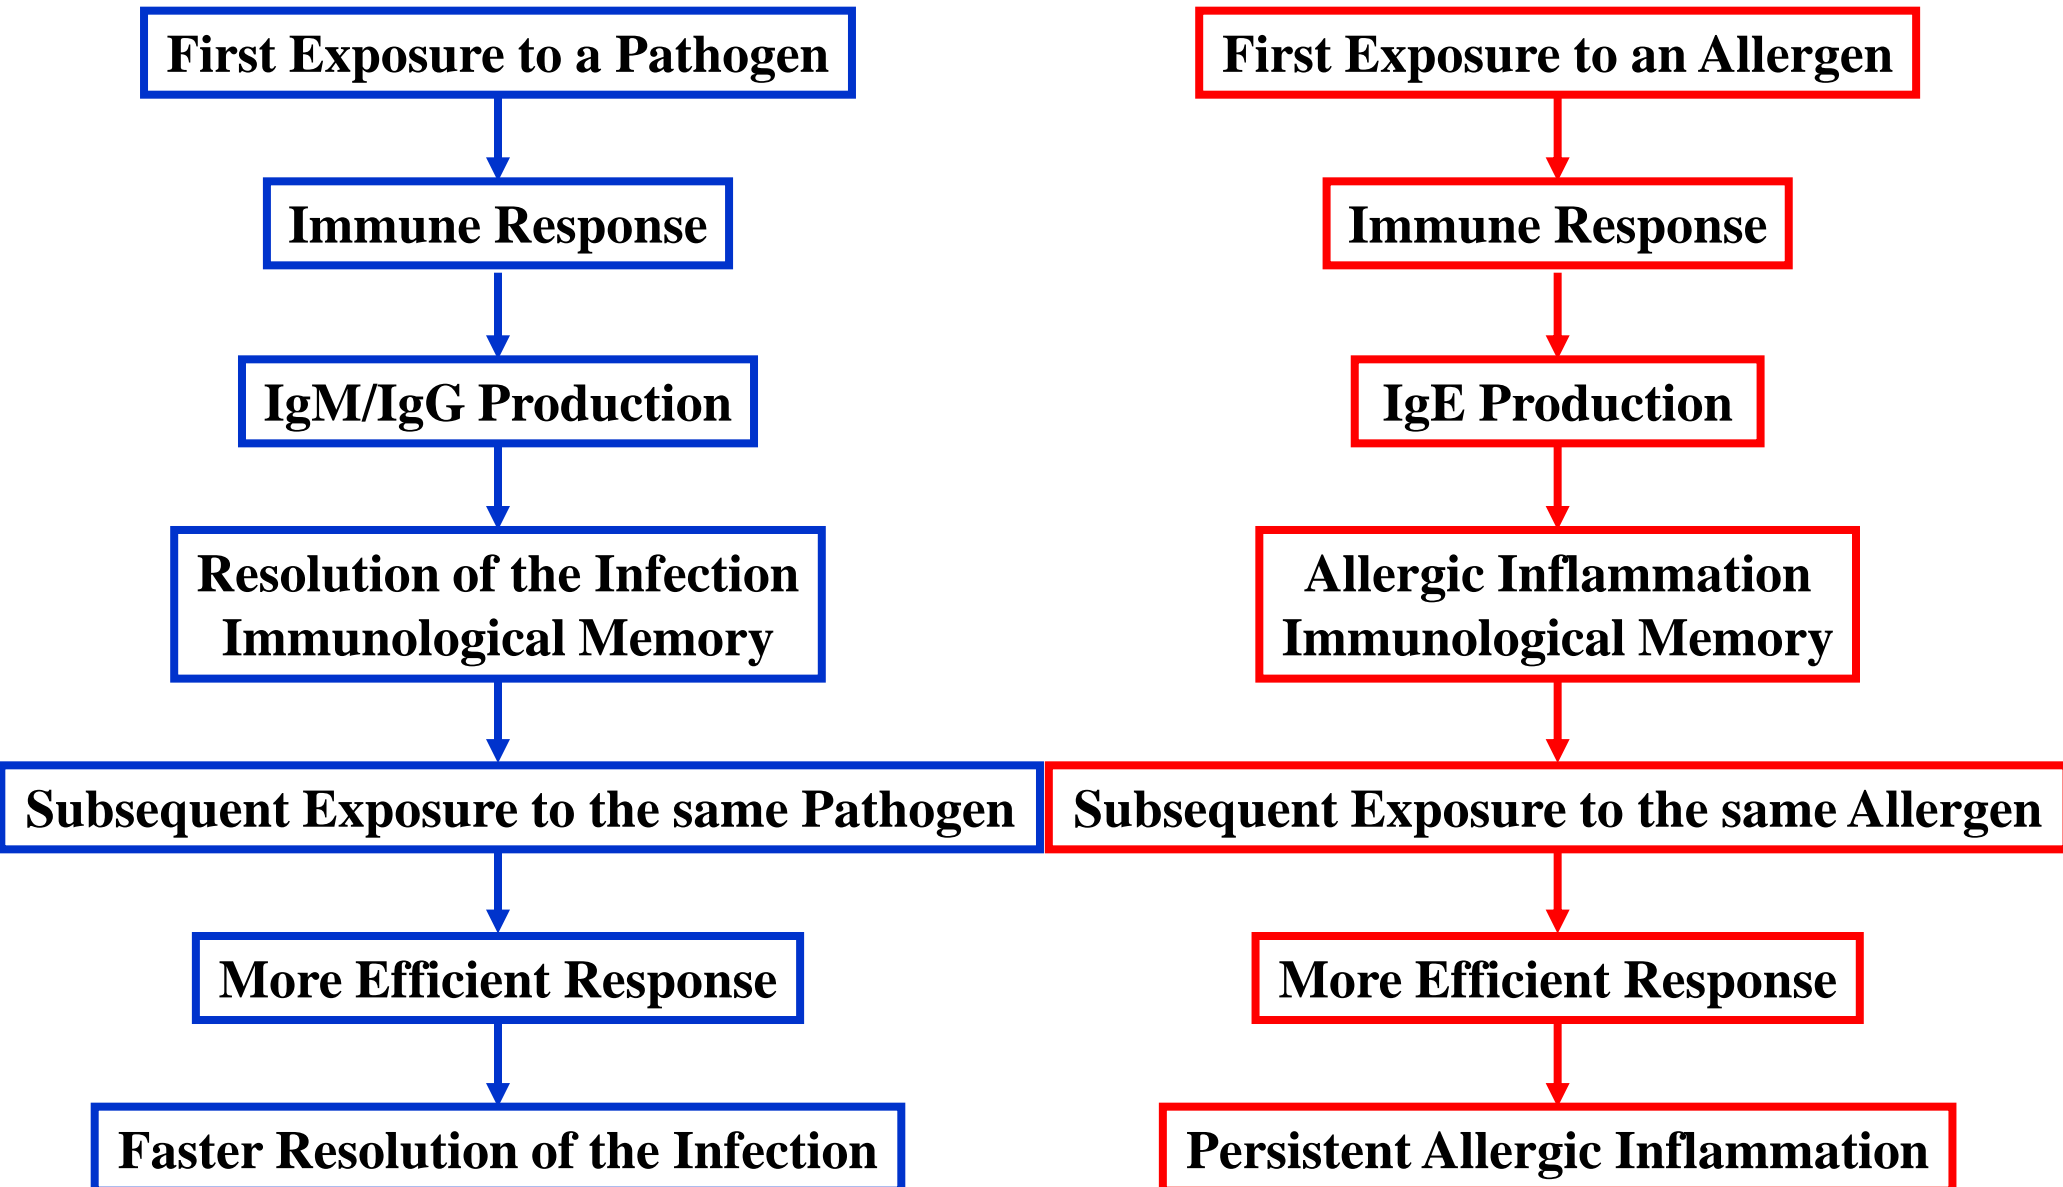 First Exposure to a Pathogen
Immune Response
IgM/IgG Production
Resolution of the Infection
Immunological Memory
Subsequent Exposure to the same Pathogen
More Efficient Response
Faster Resolution of the Infection
First Exposure to an Allergen
Immune Response
IgE Production
Allergic Inflammation
Immunological Memory
Subsequent Exposure to the same Allergen
More Efficient Response
Persistent Allergic Inflammation